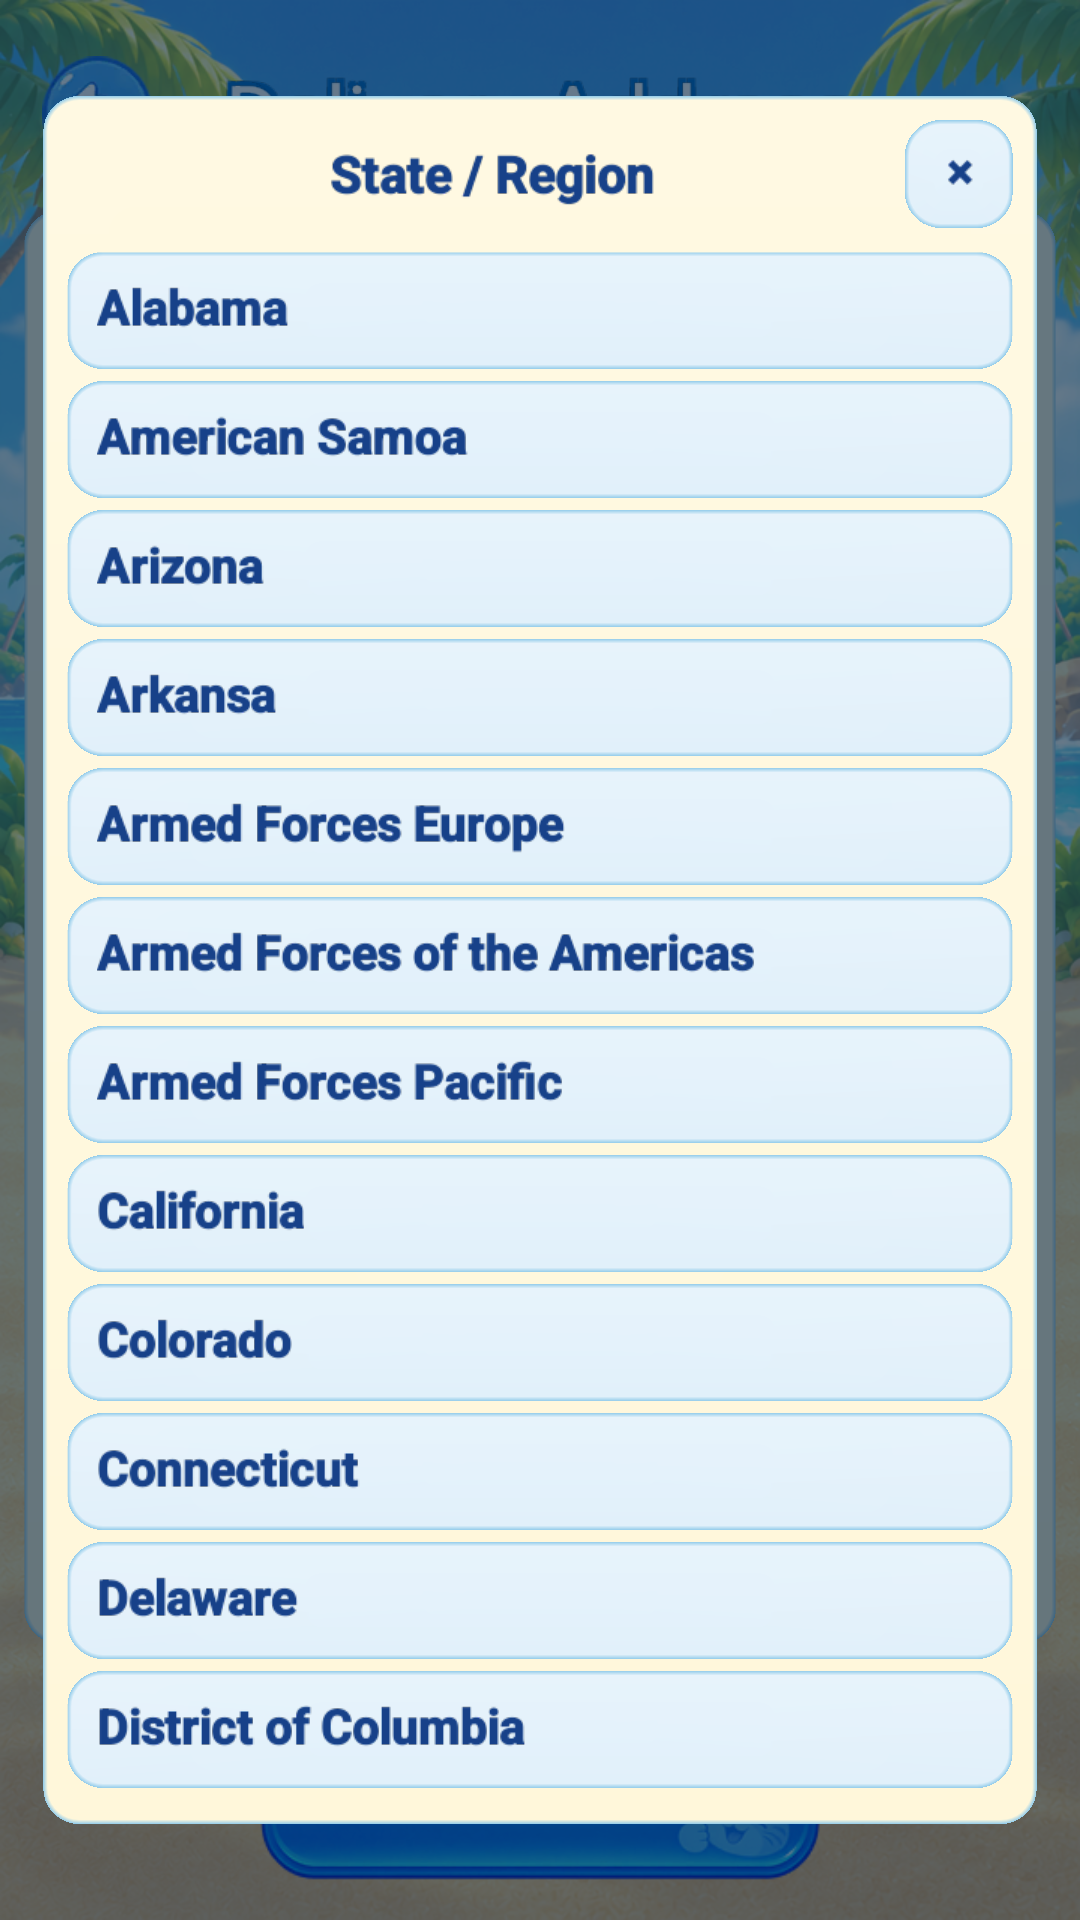 State / Region
×
Alabama
American Samoa
Arizona
Arkansa
Armed Forces Europe
Armed Forces of the Americas
Armed Forces Pacific
California
Colorado
Connecticut
Delaware
District of Columbia